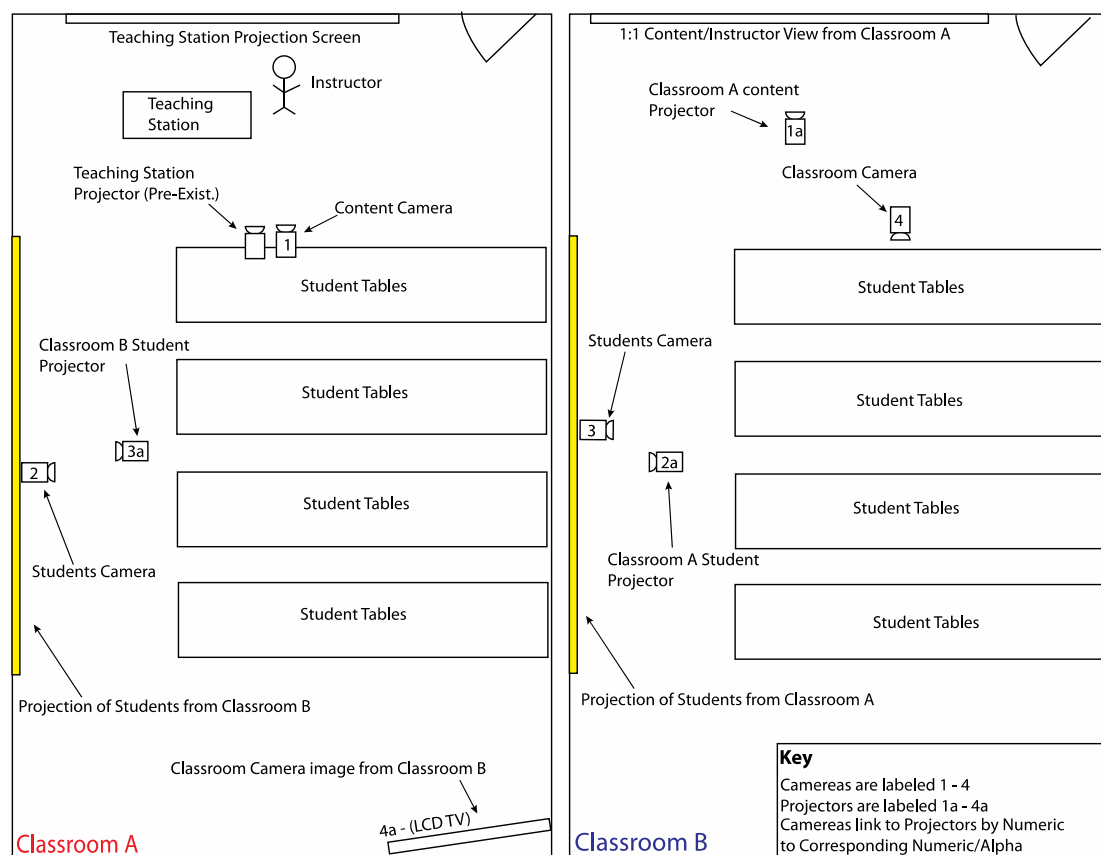 Teaching Station Projection Screen
Instructor
Teaching
Station
Teaching Station
Projector (Pre-Exist.)
Content Camera
1
Student Tables
Classroom B Student
Projector
Student Tables
3a
2
Student Tables
Students Camera
Student Tables
Projection of Students from Classroom B
Classroom Camera image from Classroom B
4a - (LCD TV)
Classroom A
1:1 Content/Instructor View from Classroom A
Classroom A content
Projector
1a
Classroom Camera
4
Student Tables
Students Camera
Student Tables
3
2a
Student Tables
Classroom A Student
Projector
Student Tables
Projection of Students from Classroom A
Key
Camereas are labeled 1 - 4
Projectors are labeled 1a - 4a
Camereas link to Projectors by Numeric
to Corresponding Numeric/Alpha
Classroom B